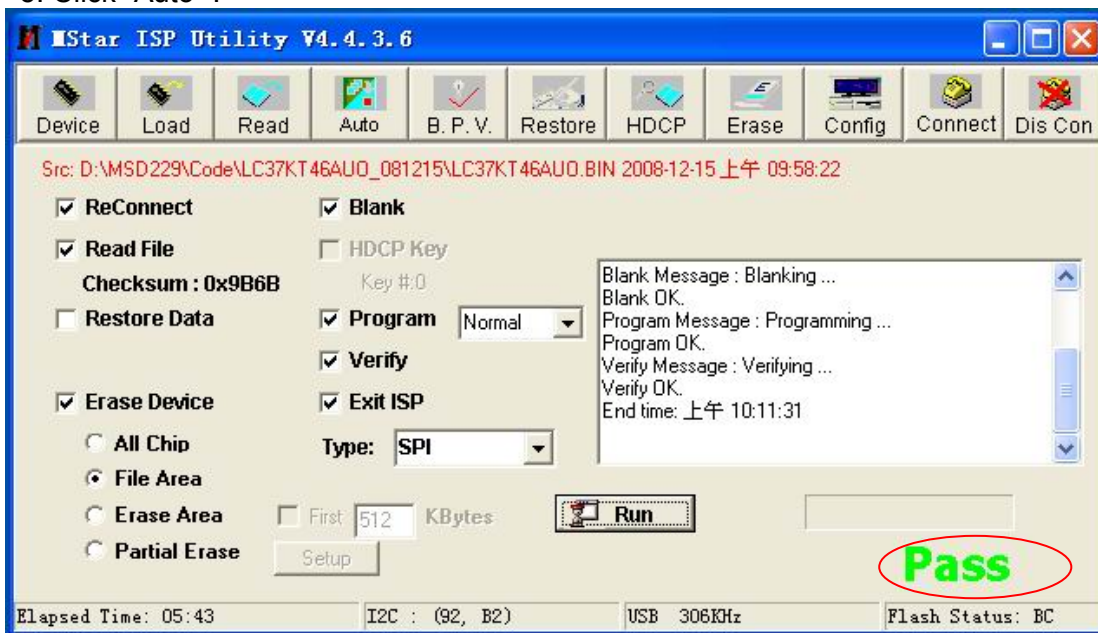 MStar ISP Utility V4.4.3.6
Device Load Read Auto B.P.V. Restore HDCP Erase Config Connect Dis Con
Src: D:\MSD229\Code\LC37KT46AUO_081215\LC37KT46AUO.BIN 2008-12-15 上午 09:58:22
ReConnect Blank
Read File HDCP Key
Checksum : 0x9B6B Key #:0
Restore Data Program Normal
Verify
Erase Device Exit ISP
All Chip Type: SPI
File Area
Erase Area First 512 KBytes
Partial Erase Setup
Blank Message : Blanking ...
Blank OK.
Program Message : Programming ...
Program OK.
Verify Message : Verifying ...
Verify OK.
End time: 上午 10:11:31
Run
Pass
Elapsed Time: 05:43 I2C : (92, B2) USB 306KHz Flash Status: BC